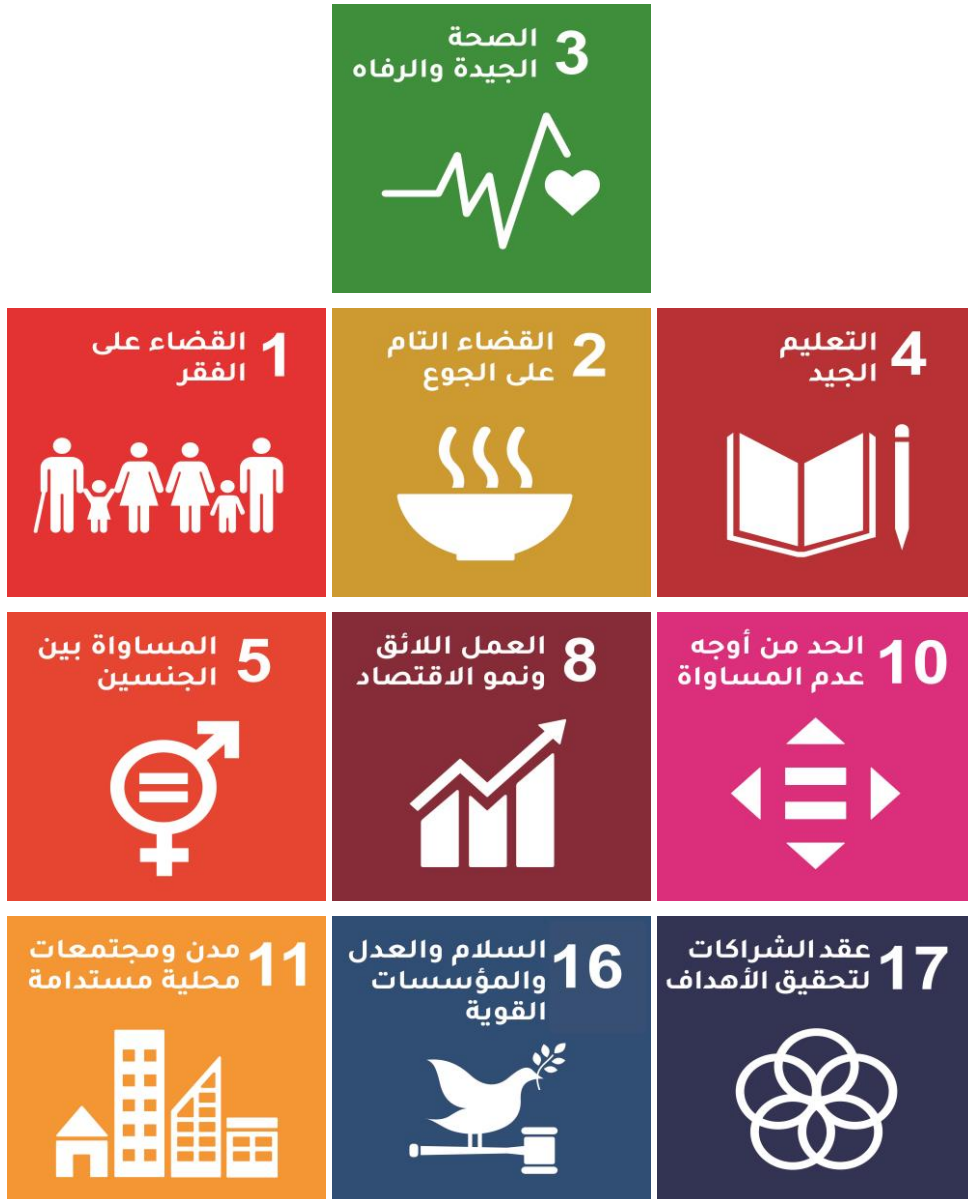 3 الصحة
الجيدة والرفاه
1 القضاء على
الفقر
2 القضاء التام
على الجوع
4 التعليم
الجيد
5 المساواة بين
الجنسين
8 العمل اللائق
ونمو الاقتصاد
10 الحد من أوجه
عدم المساواة
11 مدن ومجتمعات
محلية مستدامة
16 السلام والعدل
والمؤسسات
القوية
17 عقد الشراكات
لتحقيق الأهداف